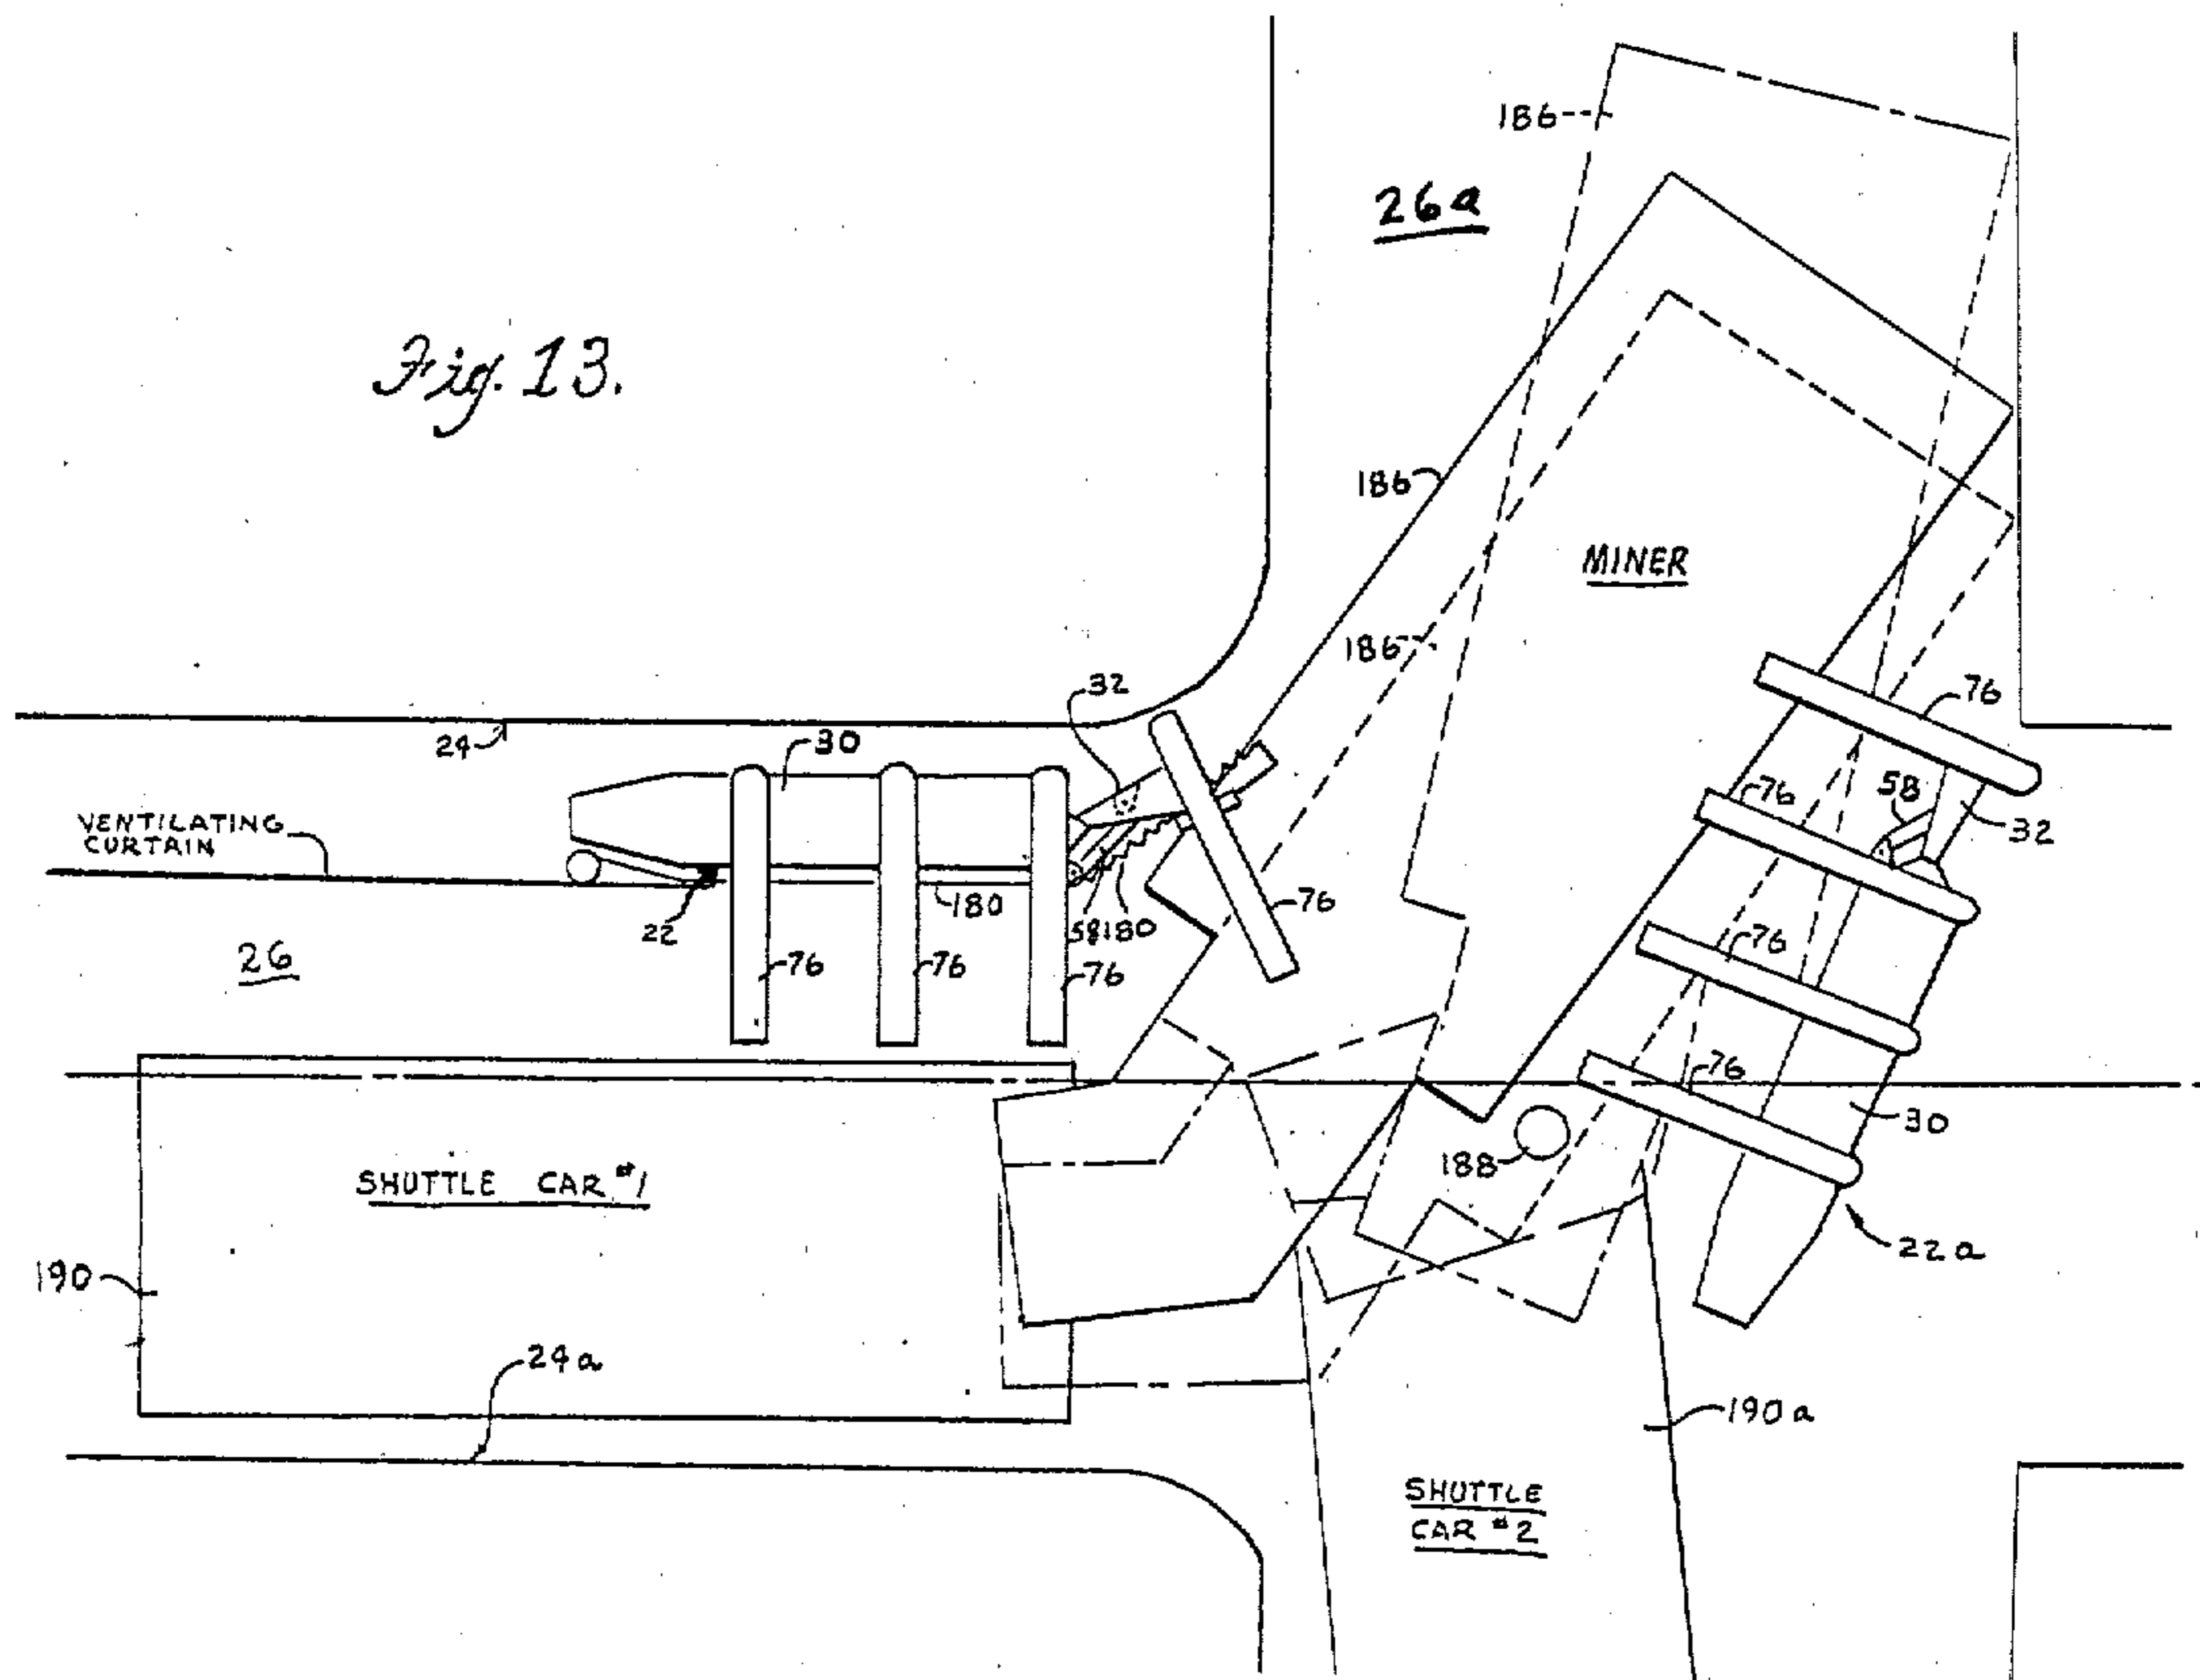 186
26a
Fig. 13.
186
MINER
186
32
76
24
30
58
76
32
VENTILATING
CURTAIN
180
58 180
76
22
76
26
76
76
76
76
30
188
SHUTTLE CAR #1
22a
190
24a
190a
SHUTTLE
CAR #2